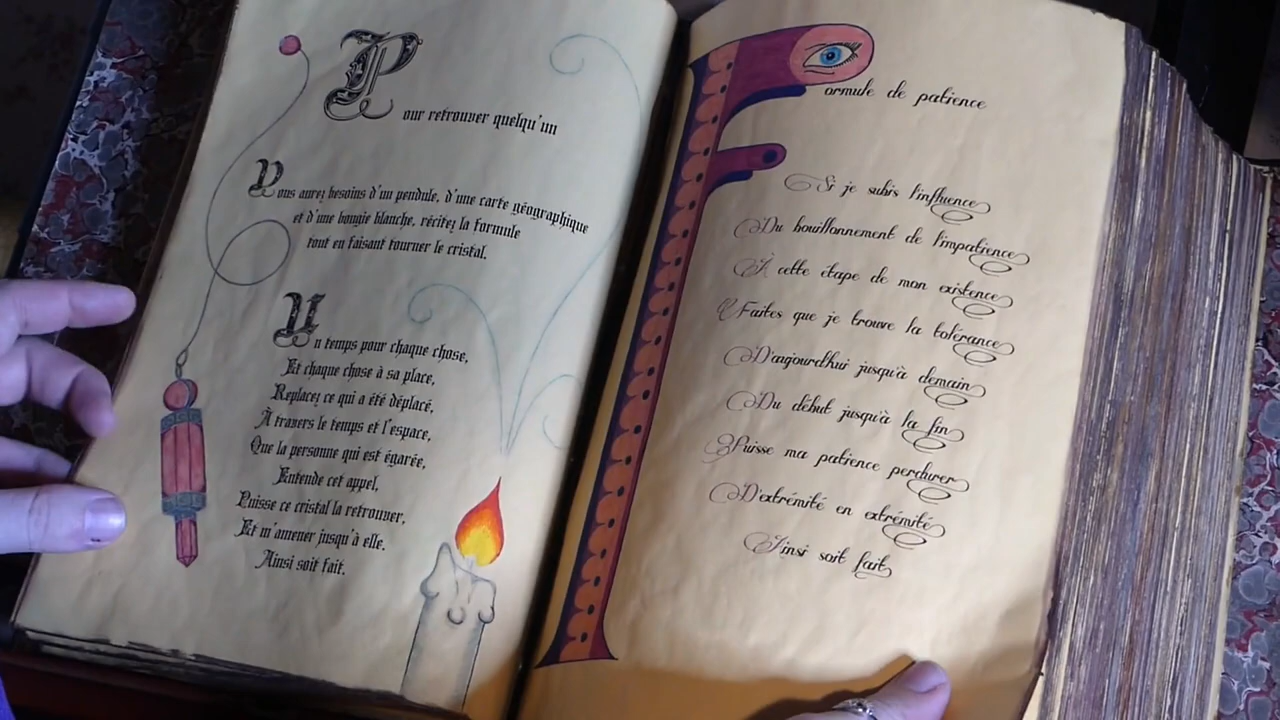 Pour retrouver quelqu'un
Vous aurez besoins d'un pendule, d'une carte géographique
et d'une bougie blanche, récitez la formule
tout en faisant tourner le cristal.
Un temps pour chaque chose,
Et chaque chose à sa place,
Replacez ce qui a été déplacé,
À travers le temps et l'espace,
Que la personne qui est égarée,
Entende cet appel,
Puisse ce cristal la retrouver,
Et m'amener jusqu'à elle.
Ainsi soit fait.
Formule de patience
Si je subis l'influence
Du bouillonnement de l'impatience
À cette étape de mon existence
Faites que je trouve la tolérance
D'aujourd'hui jusqu'à demain
Du début jusqu'à la fin
Puisse ma patience perdurer
D'extrémité en extrémité
Ainsi soit fait